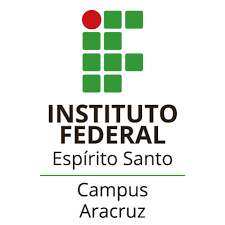 INSTITUTO
FEDERAL
Espírito Santo
Campus
Aracruz